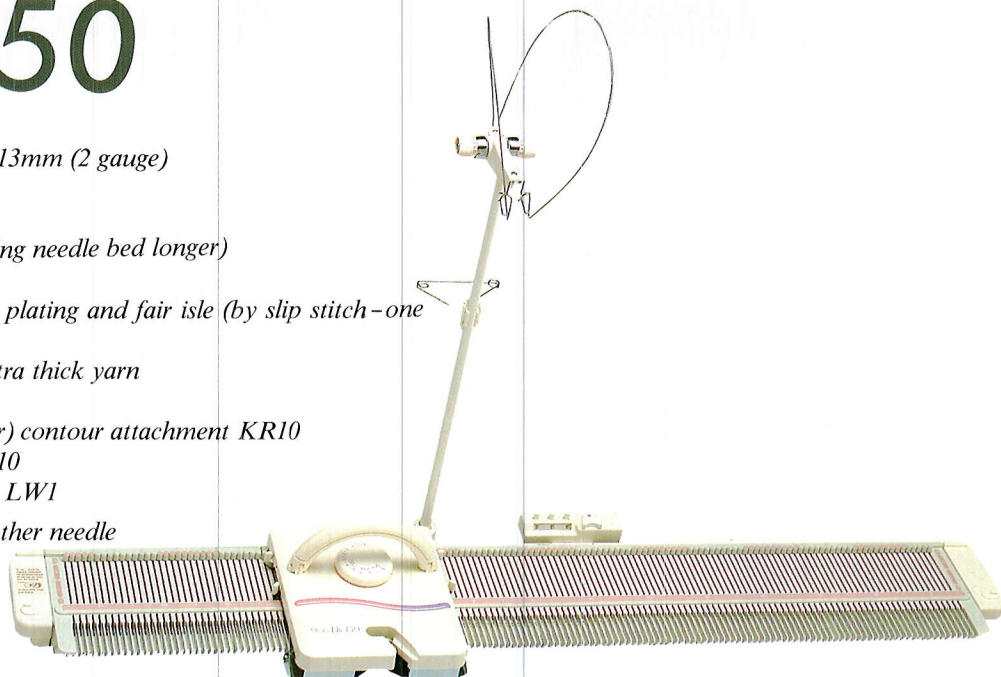 50
13mm (2 gauge)
ng needle bed longer)
plating and fair isle (by slip stitch – one
tra thick yarn
r) contour attachment KR10
10
LW1
ther needle